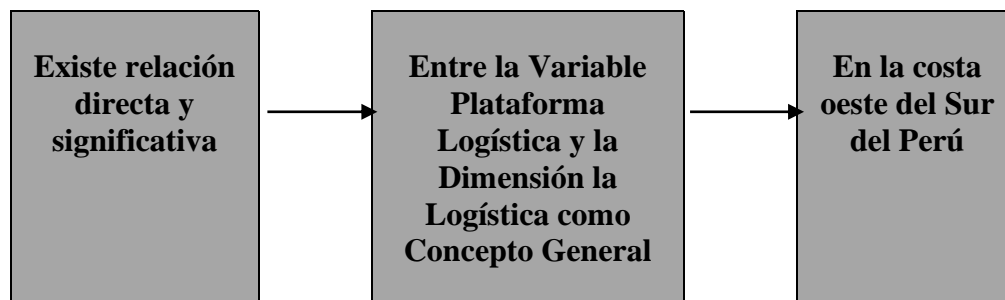 Existe relación
directa y
significativa
Entre la Variable
Plataforma
Logística y la
Dimensión la
Logística como
Concepto General
En la costa
oeste del Sur
del Perú